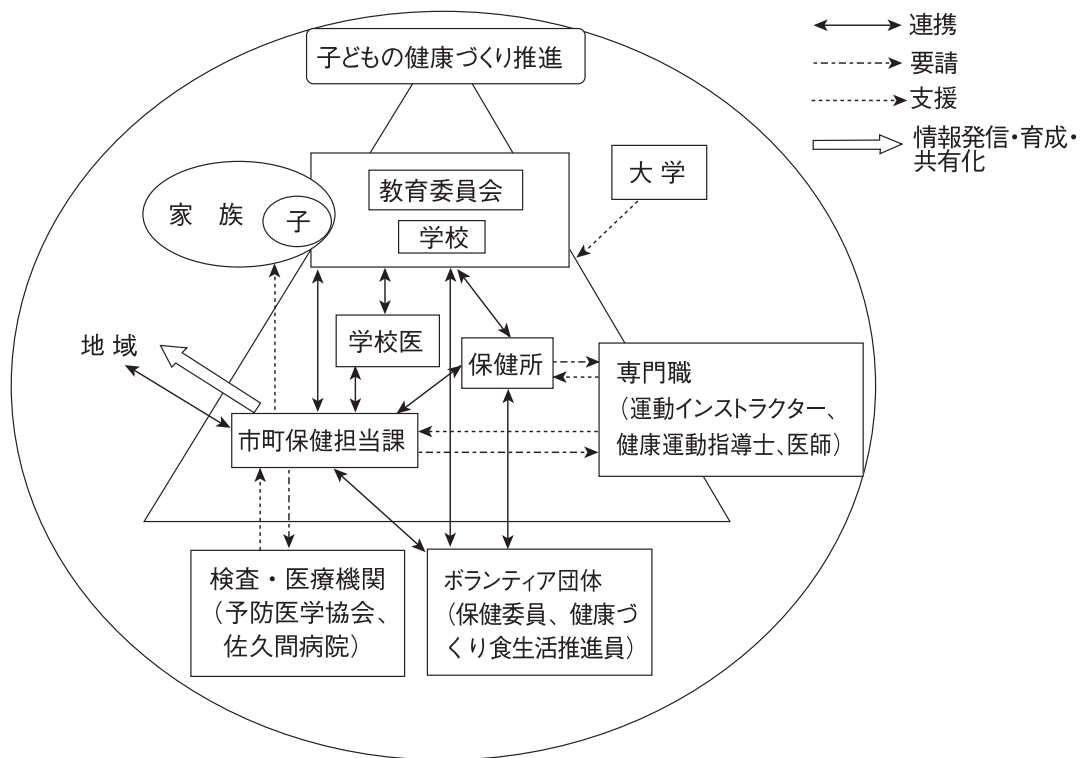 連携
要請
支援
情報発信・育成・
共有化
子どもの健康づくり推進
教育委員会
学校
大 学
家　族
子
学校医
保健所
地 域
市町保健担当課
専門職
（運動インストラクター、
健康運動指導士、医師）
検査・医療機関
（予防医学協会、
佐久間病院）
ボランティア団体
（保健委員、健康づ
くり食生活推進員）